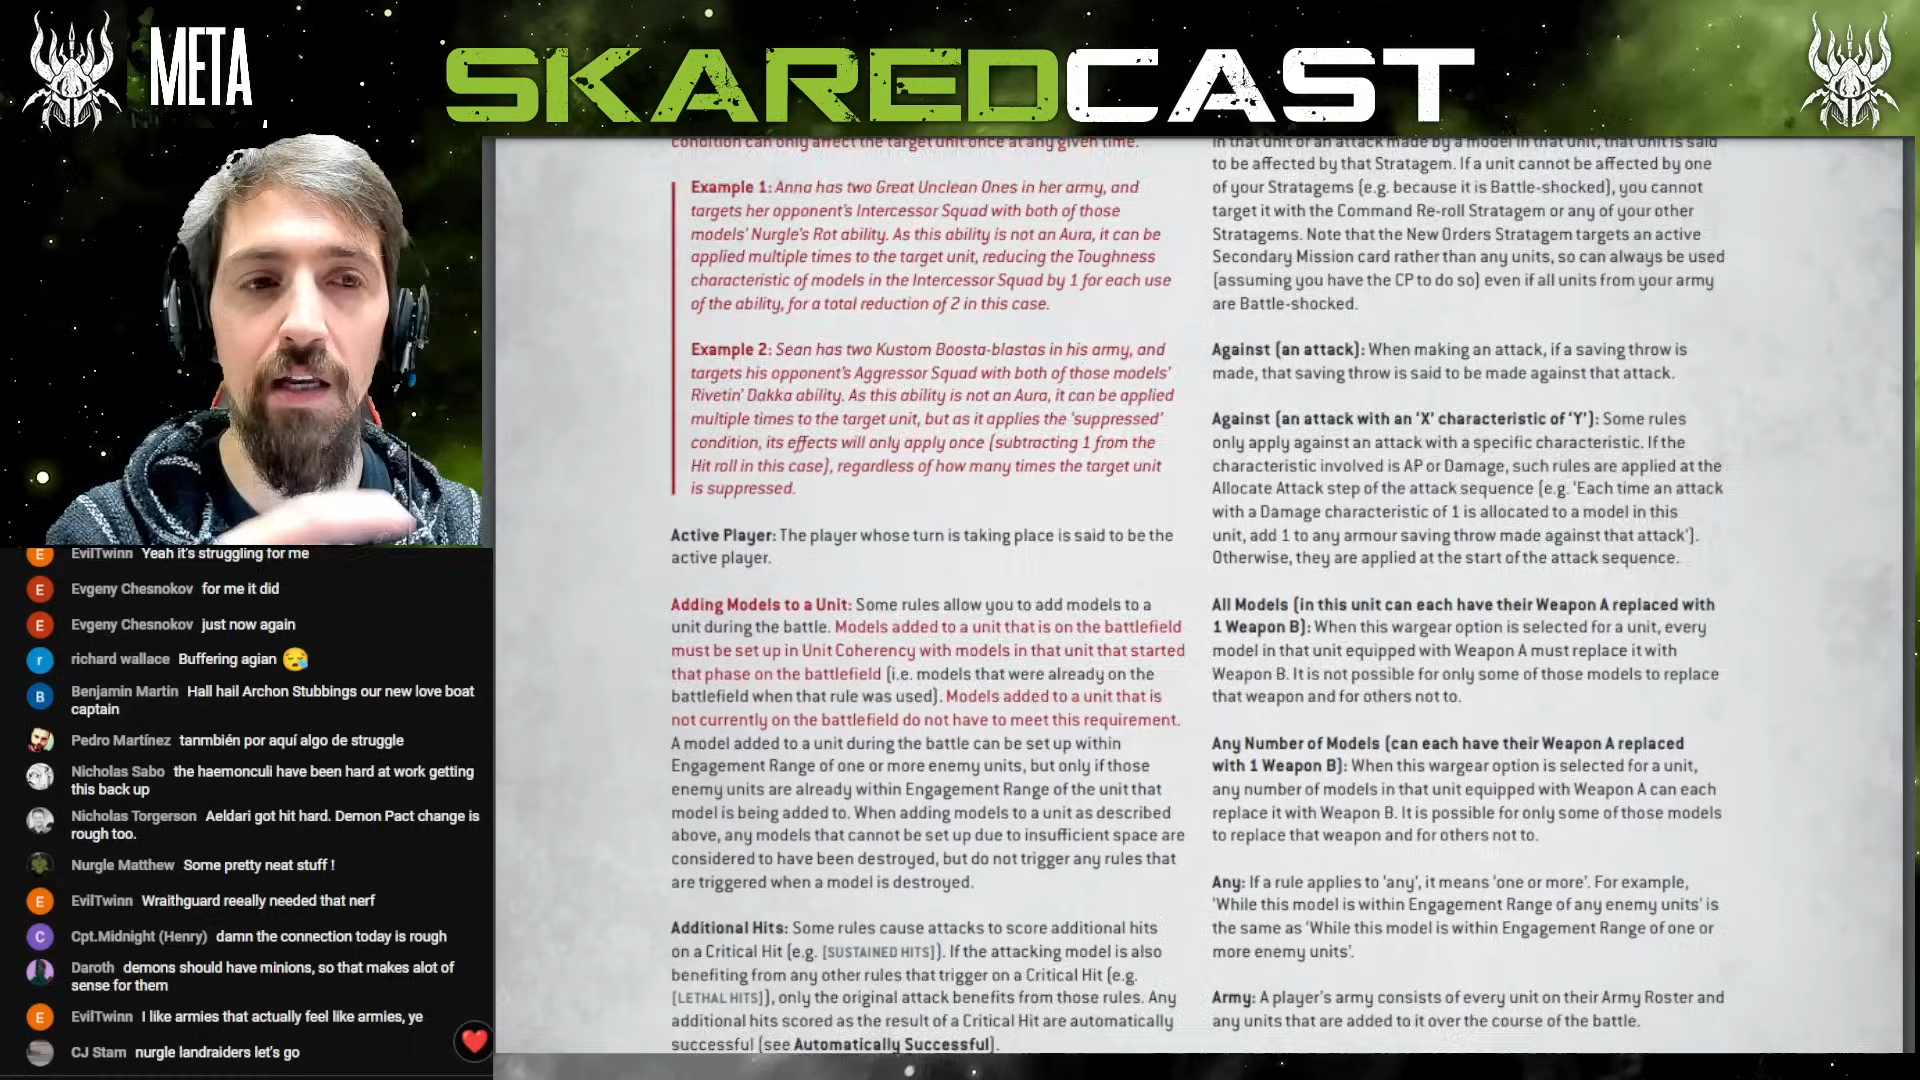 META
SKAREDCAST
EvilTwinn Yeah it's struggling for me
Evgeny Chesnokov for me it did
Evgeny Chesnokov just now again
richard wallace Buffering agian
Benjamin Martin Hall hail Archon Stubbings our new love boat
captain
Pedro Martínez tanmbién por aquí algo de struggle
Nicholas Sabo the haemonculi have been hard at work getting
this back up
Nicholas Torgerson Aeldari got hit hard. Demon Pact change is
rough too.
Nurgle Matthew Some pretty neat stuff !
EvilTwinn Wraithguard reeally needed that nerf
Cpt.Midnight (Henry) damn the connection today is rough
Daroth demons should have minions, so that makes alot of
sense for them
EvilTwinn I like armies that actually feel like armies, ye
CJ Stam nurgle landraiders let's go
condition can only affect the target unit once at any given time.
Example 1: Anna has two Great Unclean Ones in her army, and
targets her opponent's Intercessor Squad with both of those
models' Nurgle's Rot ability. As this ability is not an Aura, it can be
applied multiple times to the target unit, reducing the Toughness
characteristic of models in the Intercessor Squad by 1 for each use
of the ability, for a total reduction of 2 in this case.
Example 2: Sean has two Kustom Boosta-blastas in his army, and
targets his opponent's Aggressor Squad with both of those models'
Rivetin' Dakka ability. As this ability is not an Aura, it can be applied
multiple times to the target unit, but as it applies the 'suppressed'
condition, its effects will only apply once (subtracting 1 from the
Hit roll in this case), regardless of how many times the target unit
is suppressed.
Active Player: The player whose turn is taking place is said to be the
active player.
Adding Models to a Unit: Some rules allow you to add models to a
unit during the battle. Models added to a unit that is on the battlefield
must be set up in Unit Coherency with models in that unit that started
that phase on the battlefield (i.e. models that were already on the
battlefield when that rule was used). Models added to a unit that is
not currently on the battlefield do not have to meet this requirement.
A model added to a unit during the battle can be set up within
Engagement Range of one or more enemy units, but only if those
enemy units are already within Engagement Range of the unit that
model is being added to. When adding models to a unit as described
above, any models that cannot be set up due to insufficient space are
considered to have been destroyed, but do not trigger any rules that
are triggered when a model is destroyed.
Additional Hits: Some rules cause attacks to score additional hits
on a Critical Hit (e.g. [SUSTAINED HITS]). If the attacking model is also
benefiting from any other rules that trigger on a Critical Hit (e.g.
[LETHAL HITS]), only the original attack benefits from those rules. Any
additional hits scored as the result of a Critical Hit are automatically
successful (see Automatically Successful).
in that unit or an attack made by a model in that unit, that unit is said
to be affected by that Stratagem. If a unit cannot be affected by one
of your Stratagems (e.g. because it is Battle-shocked), you cannot
target it with the Command Re-roll Stratagem or any of your other
Stratagems. Note that the New Orders Stratagem targets an active
Secondary Mission card rather than any units, so can always be used
(assuming you have the CP to do so) even if all units from your army
are Battle-shocked.
Against (an attack): When making an attack, if a saving throw is
made, that saving throw is said to be made against that attack.
Against (an attack with an 'X' characteristic of 'Y'): Some rules
only apply against an attack with a specific characteristic. If the
characteristic involved is AP or Damage, such rules are applied at the
Allocate Attack step of the attack sequence (e.g. 'Each time an attack
with a Damage characteristic of 1 is allocated to a model in this
unit, add 1 to any armour saving throw made against that attack').
Otherwise, they are applied at the start of the attack sequence.
All Models (in this unit can each have their Weapon A replaced with
1 Weapon B): When this wargear option is selected for a unit, every
model in that unit equipped with Weapon A must replace it with
Weapon B. It is not possible for only some of those models to replace
that weapon and for others not to.
Any Number of Models (can each have their Weapon A replaced
with 1 Weapon B): When this wargear option is selected for a unit,
any number of models in that unit equipped with Weapon A can each
replace it with Weapon B. It is possible for only some of those models
to replace that weapon and for others not to.
Any: If a rule applies to 'any', it means 'one or more'. For example,
'While this model is within Engagement Range of any enemy units' is
the same as 'While this model is within Engagement Range of one or
more enemy units'.
Army: A player's army consists of every unit on their Army Roster and
any units that are added to it over the course of the battle.